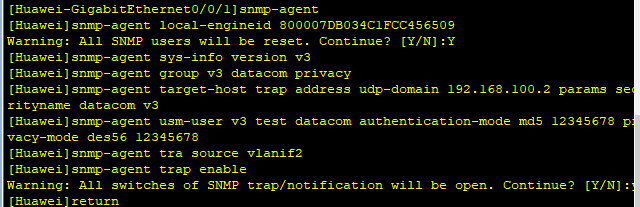 [Huawei-GigabitEthernet0/0/1]snmp-agent
[Huawei]snmp-agent local-engineid 800007DB034C1FCC456509
Warning: All SNMP users will be reset. Continue? [Y/N]:Y
[Huawei]snmp-agent sys-info version v3
[Huawei]snmp-agent group v3 datacom privacy
[Huawei]snmp-agent target-host trap address udp-domain 192.168.100.2 params sec
rityname datacom v3
[Huawei]snmp-agent usm-user v3 test datacom authentication-mode md5 12345678 pr
vacy-mode des56 12345678
[Huawei]snmp-agent tra source vlanif2
[Huawei]snmp-agent trap enable
Warning: All switches of SNMP trap/notification will be open. Continue? [Y/N]:y
[Huawei]return